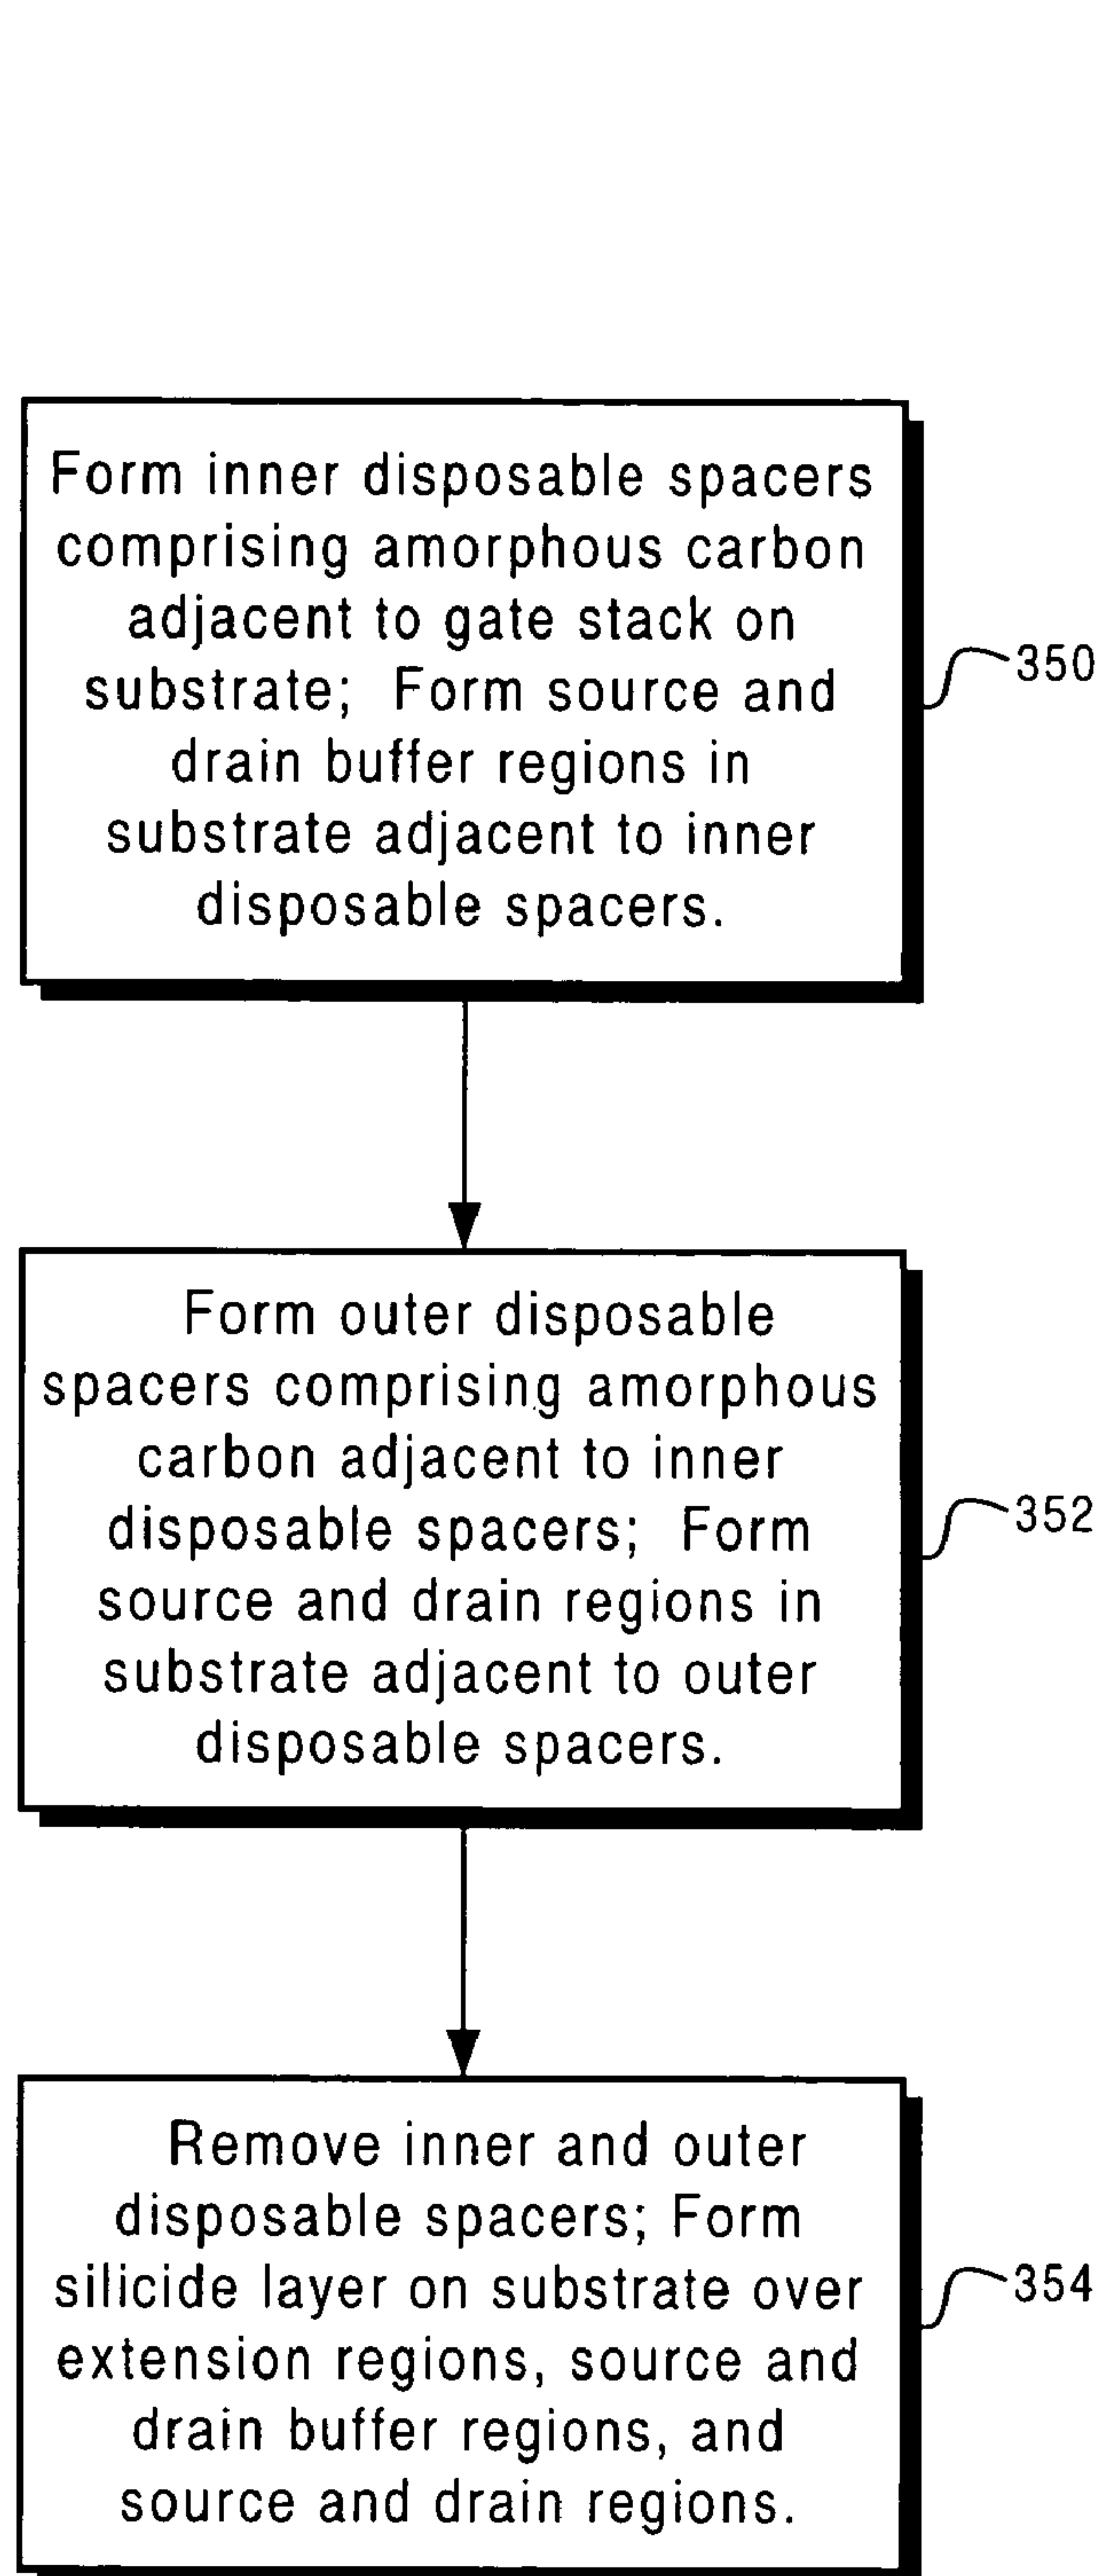 Form inner disposable spacers
comprising amorphous carbon
adjacent to gate stack on
substrate; Form source and
drain buffer regions in
substrate adjacent to inner
disposable spacers.
350
Form outer disposable
spacers comprising amorphous
carbon adjacent to inner
disposable spacers; Form
source and drain regions in
substrate adjacent to outer
disposable spacers.
352
Remove inner and outer
disposable spacers; Form
silicide layer on substrate over
extension regions, source and
drain buffer regions, and
source and drain regions.
354